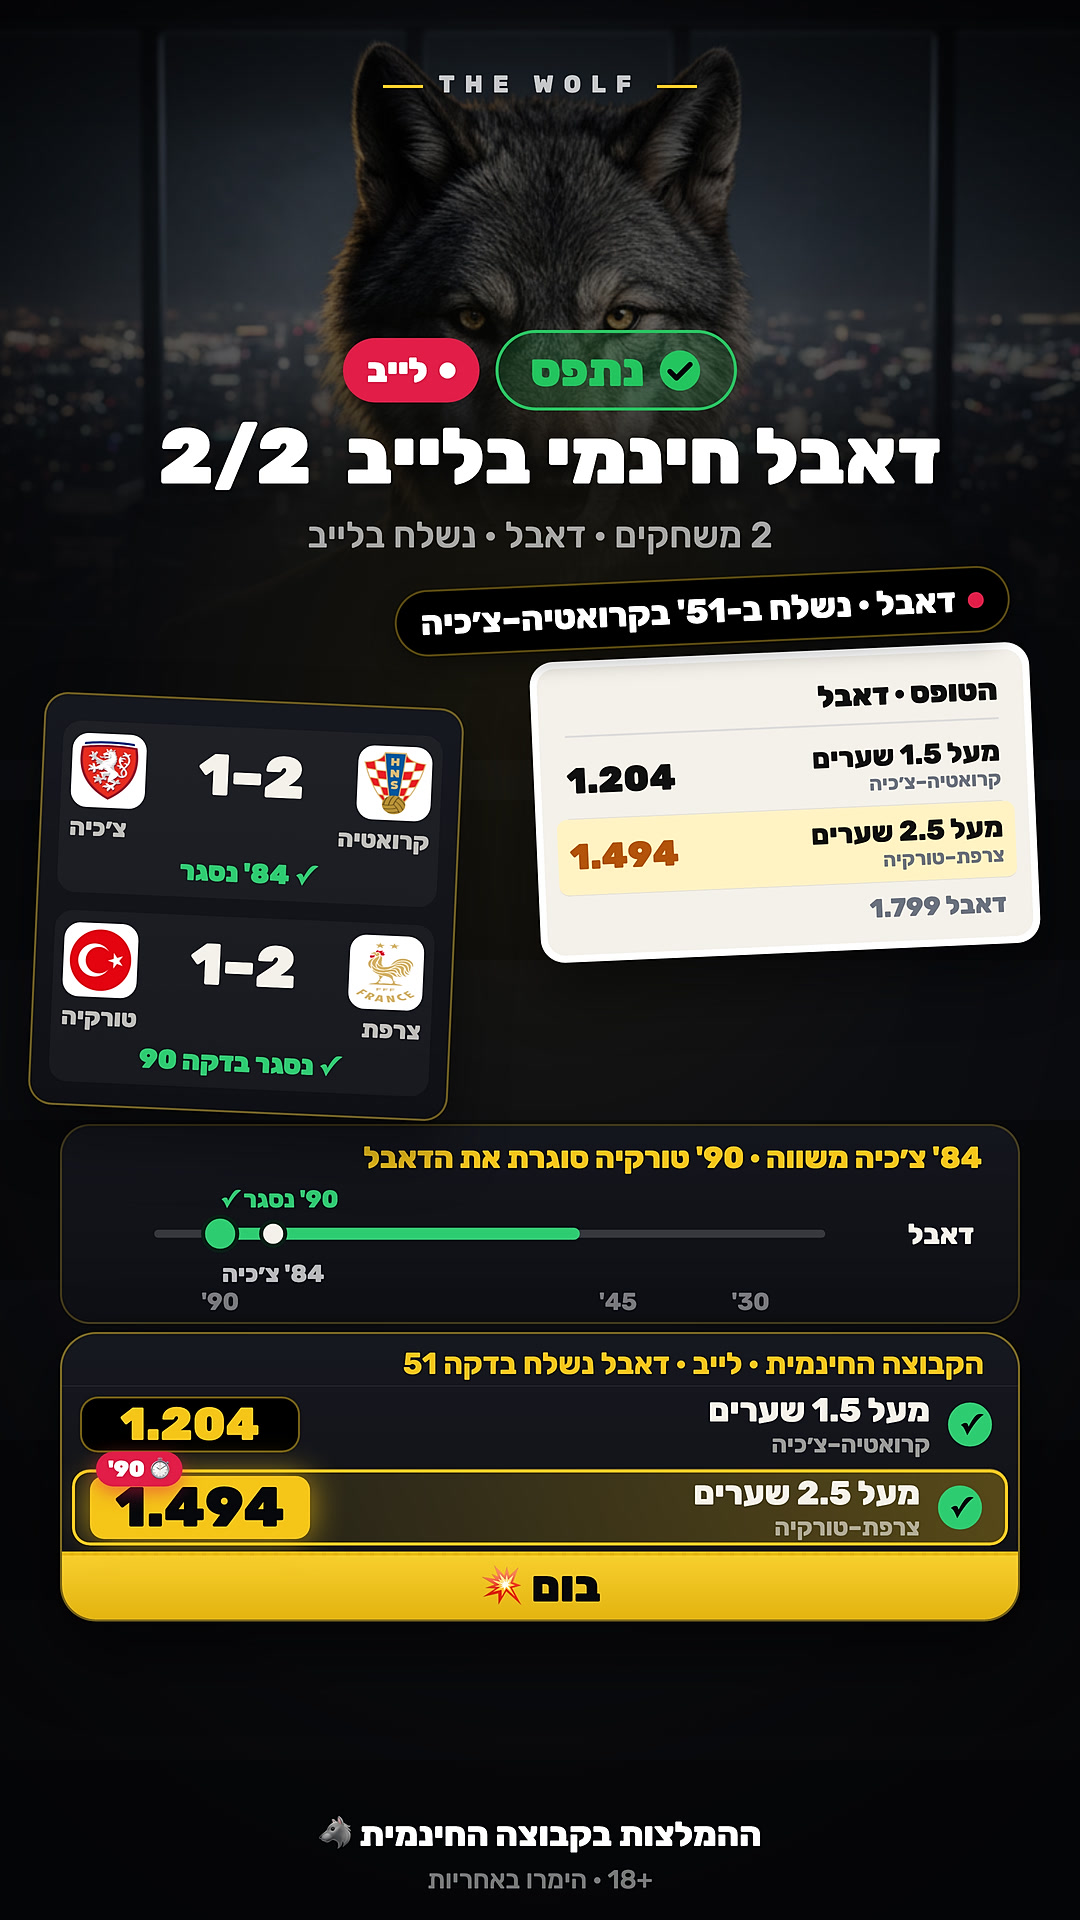 THE WOLF
נתפס
לייב
דאבל חינמי בלייב 2/2
2 משחקים • דאבל • נשלח בלייב
דאבל • נשלח ב-51' בקרואטיה-צ'כיה
הטופס • דאבל
מעל 1.5 שערים 1.204
קרואטיה-צ'כיה
מעל 2.5 שערים 1.494
צרפת-טורקיה
דאבל 1.799
HNS
1-2
קרואטיה
צ'כיה
✓ 84' נסגר
FFF
FRANCE
1-2
צרפת
טורקיה
✓ נסגר בדקה 90
84' צ'כיה משווה • 90' טורקיה סוגרת את הדאבל
90' נסגר ✓
דאבל
84' צ'כיה
30' 45' 90'
הקבוצה החינמית • לייב • דאבל נשלח בדקה 51
מעל 1.5 שערים 1.204
קרואטיה-צ'כיה
90'
מעל 2.5 שערים 1.494
צרפת-טורקיה
בום 💥
ההמלצות בקבוצה החינמית 🐺
18+ • הימרו באחריות